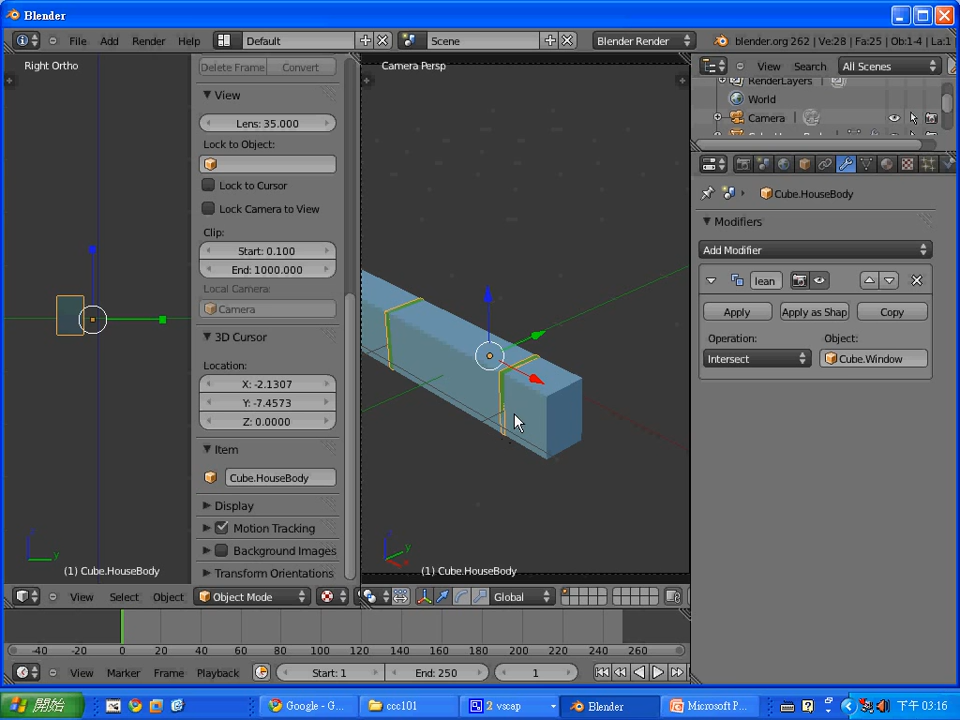 Blender
File Add Render Help Default Scene Blender Render blender.org 262 | Ve:28 | Fa:25 | Ob:1-4 | La:1
Right Ortho
Delete Frame Convert
View
Lens: 35.000
Lock to Object:
Lock to Cursor
Lock Camera to View
Clip:
Start: 0.100
End: 1000.000
Local Camera:
Camera
3D Cursor
Location:
X: -2.1307
Y: -7.4573
Z: 0.0000
Item
Cube.HouseBody
Display
Motion Tracking
Background Images
Transform Orientations
(1) Cube.HouseBody
View Select Object Object Mode
Camera Persp
(1) Cube.HouseBody
Global
View Search All Scenes
RenderLayers
World
Camera
Cube.HouseBody
Modifiers
Add Modifier
lean
Apply Apply as Shap Copy
Operation: Object:
Intersect Cube.Window
-40 -20 0 20 40 60 80 100 120 140 160 180 200 220 240 260
View Marker Frame Playback Start: 1 End: 250 1
開始 Google - G... ccc101 2 vscap Blender Microsoft P... 下午 03:16